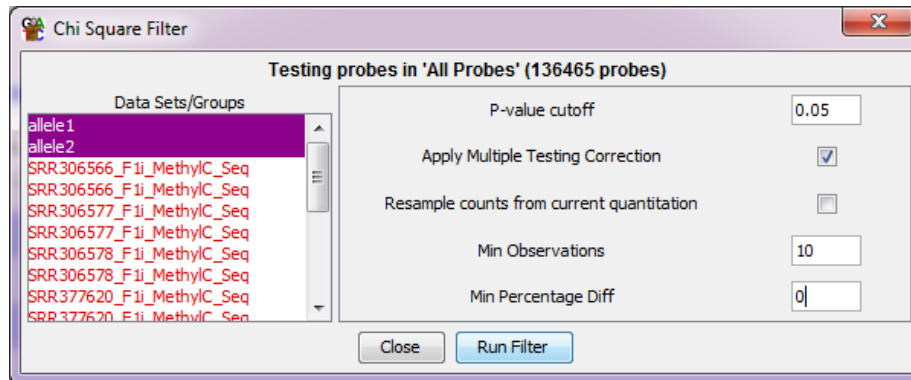 Chi Square Filter
Testing probes in 'All Probes' (136465 probes)
Data Sets/Groups
allele1
allele2
SRR306566_F1i_MethylC_Seq
SRR306566_F1i_MethylC_Seq
SRR306577_F1i_MethylC_Seq
SRR306577_F1i_MethylC_Seq
SRR306578_F1i_MethylC_Seq
SRR306578_F1i_MethylC_Seq
SRR377620_F1i_MethylC_Seq
SRR377620_F1i_MethylC_Seq
P-value cutoff 0.05
Apply Multiple Testing Correction
Resample counts from current quantitation
Min Observations 10
Min Percentage Diff 0
Close Run Filter